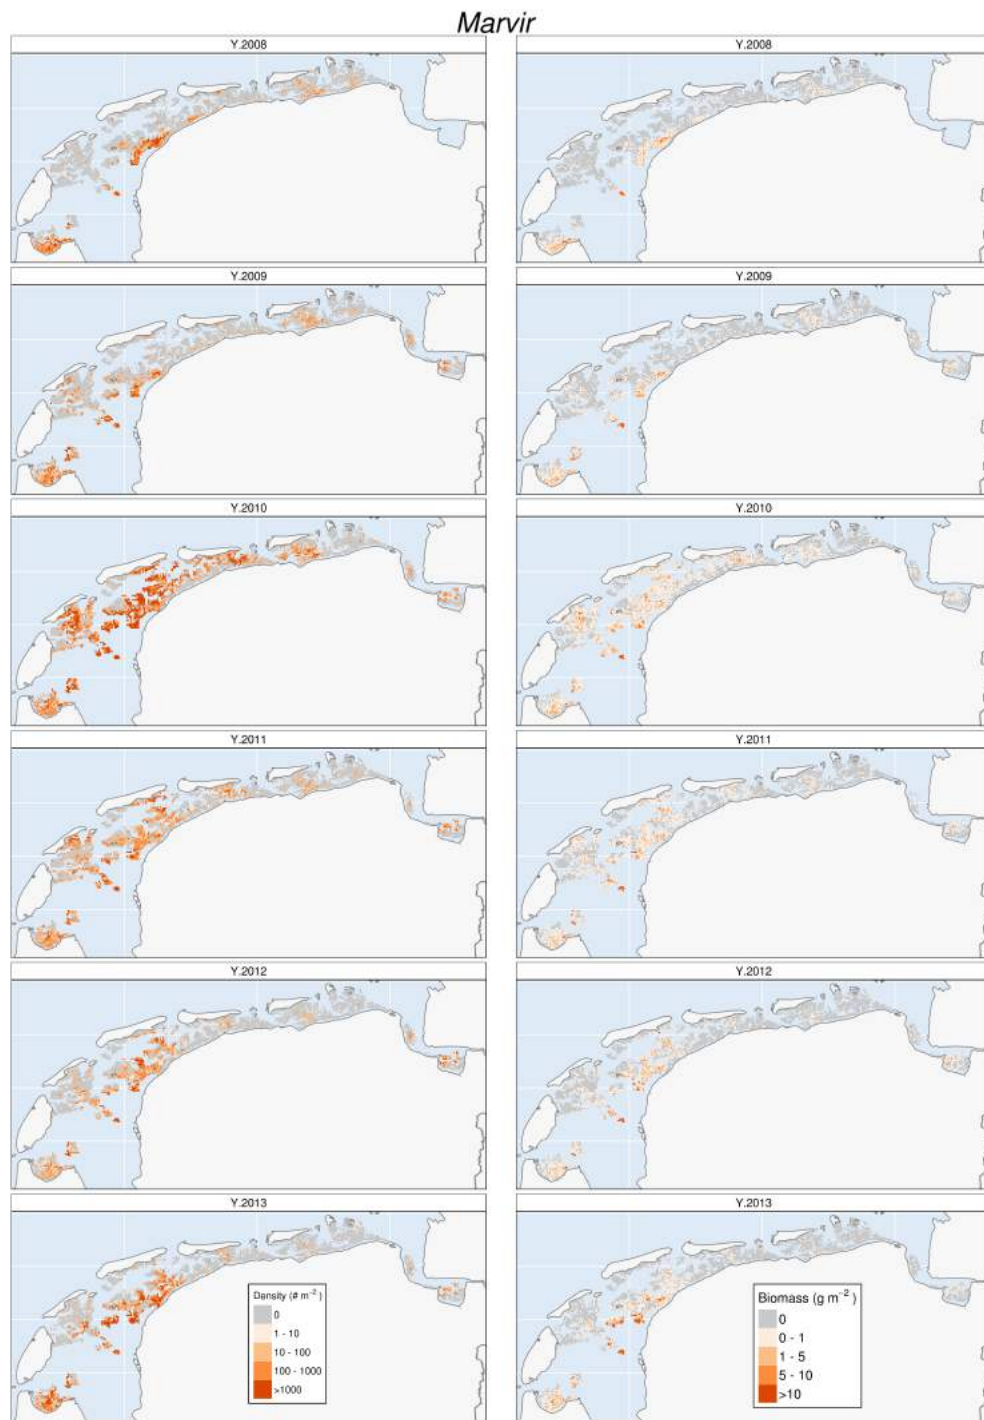 Marvir
Y.2008
Y.2008
Y.2009
Y.2009
Y.2010
Y.2010
Y.2011
Y.2011
Y.2012
Y.2012
Y.2013
Y.2013
Density (# m⁻²)
0
1 - 10
10 - 100
100 - 1000
>1000
Biomass (g m⁻²)
0
0 - 1
1 - 5
5 - 10
>10